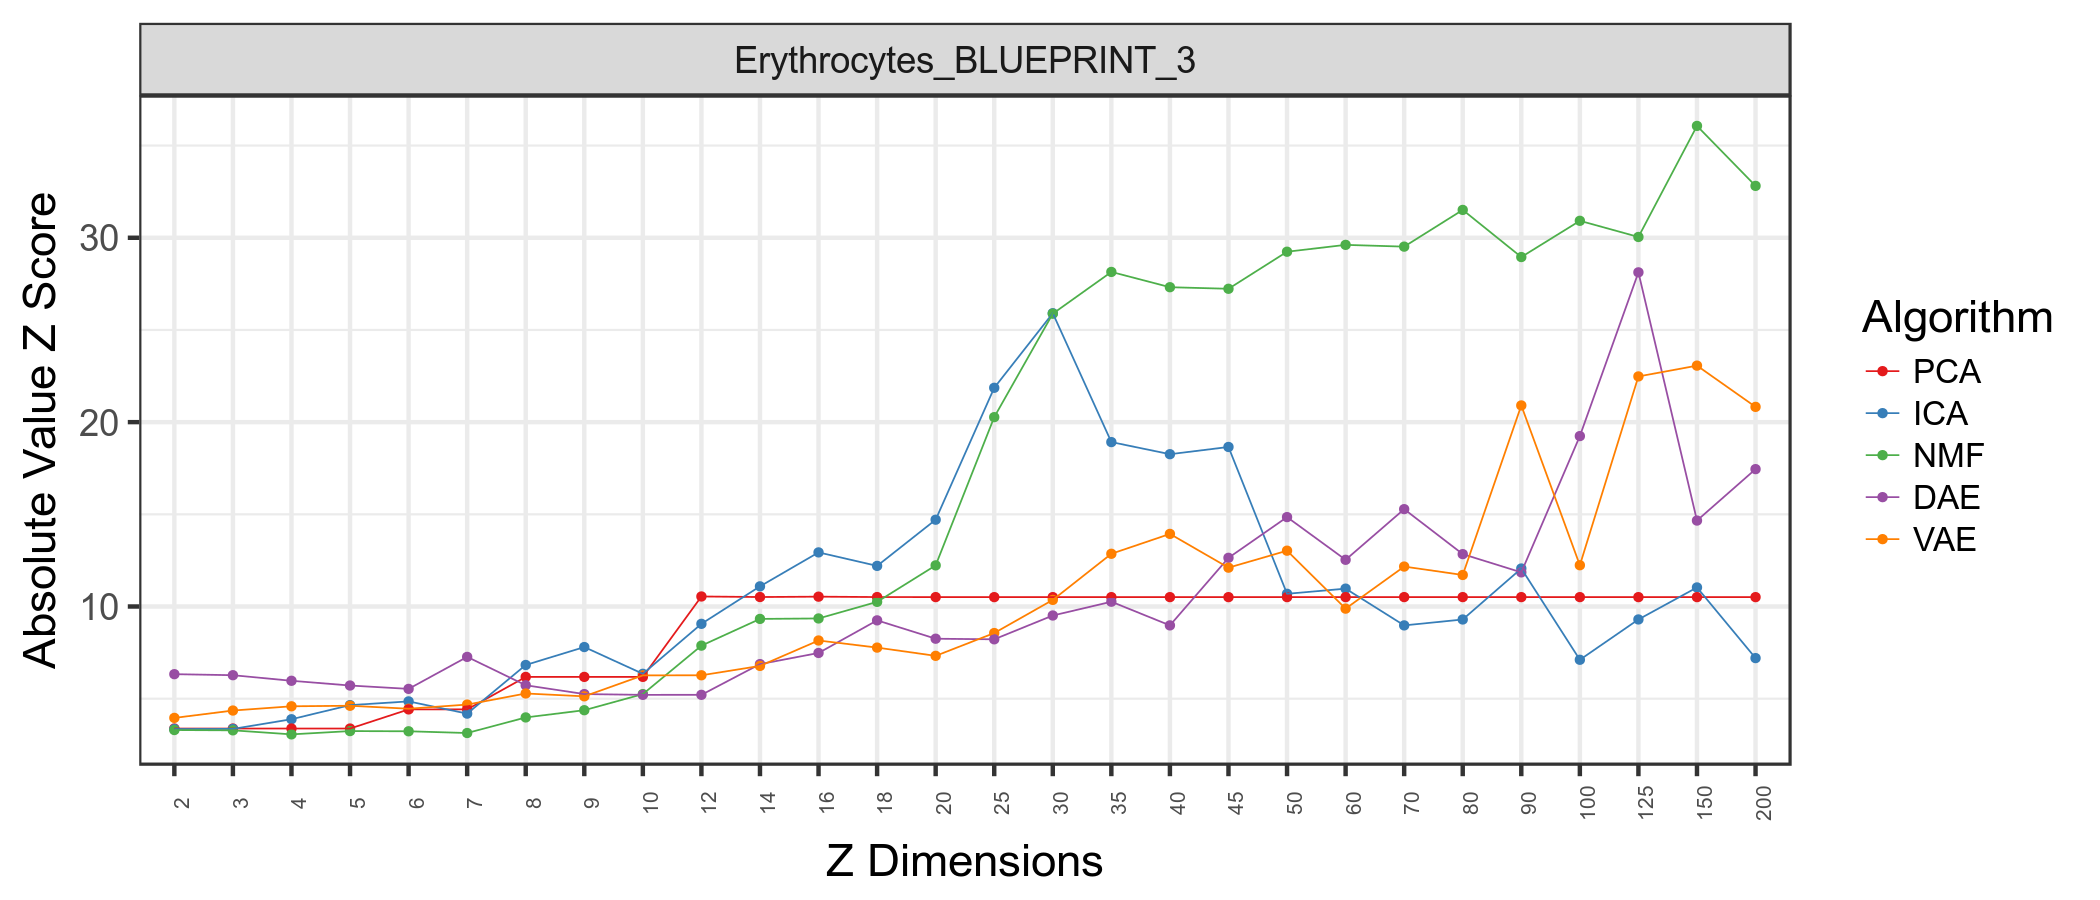 Erythrocytes_BLUEPRINT_3
Absolute Value Z Score
30
20
10
2 3 4 5 6 7 8 9 10 12 14 16 18 20 25 30 35 40 45 50 60 70 80 90 100 125 150 200
Z Dimensions
Algorithm
PCA
ICA
NMF
DAE
VAE